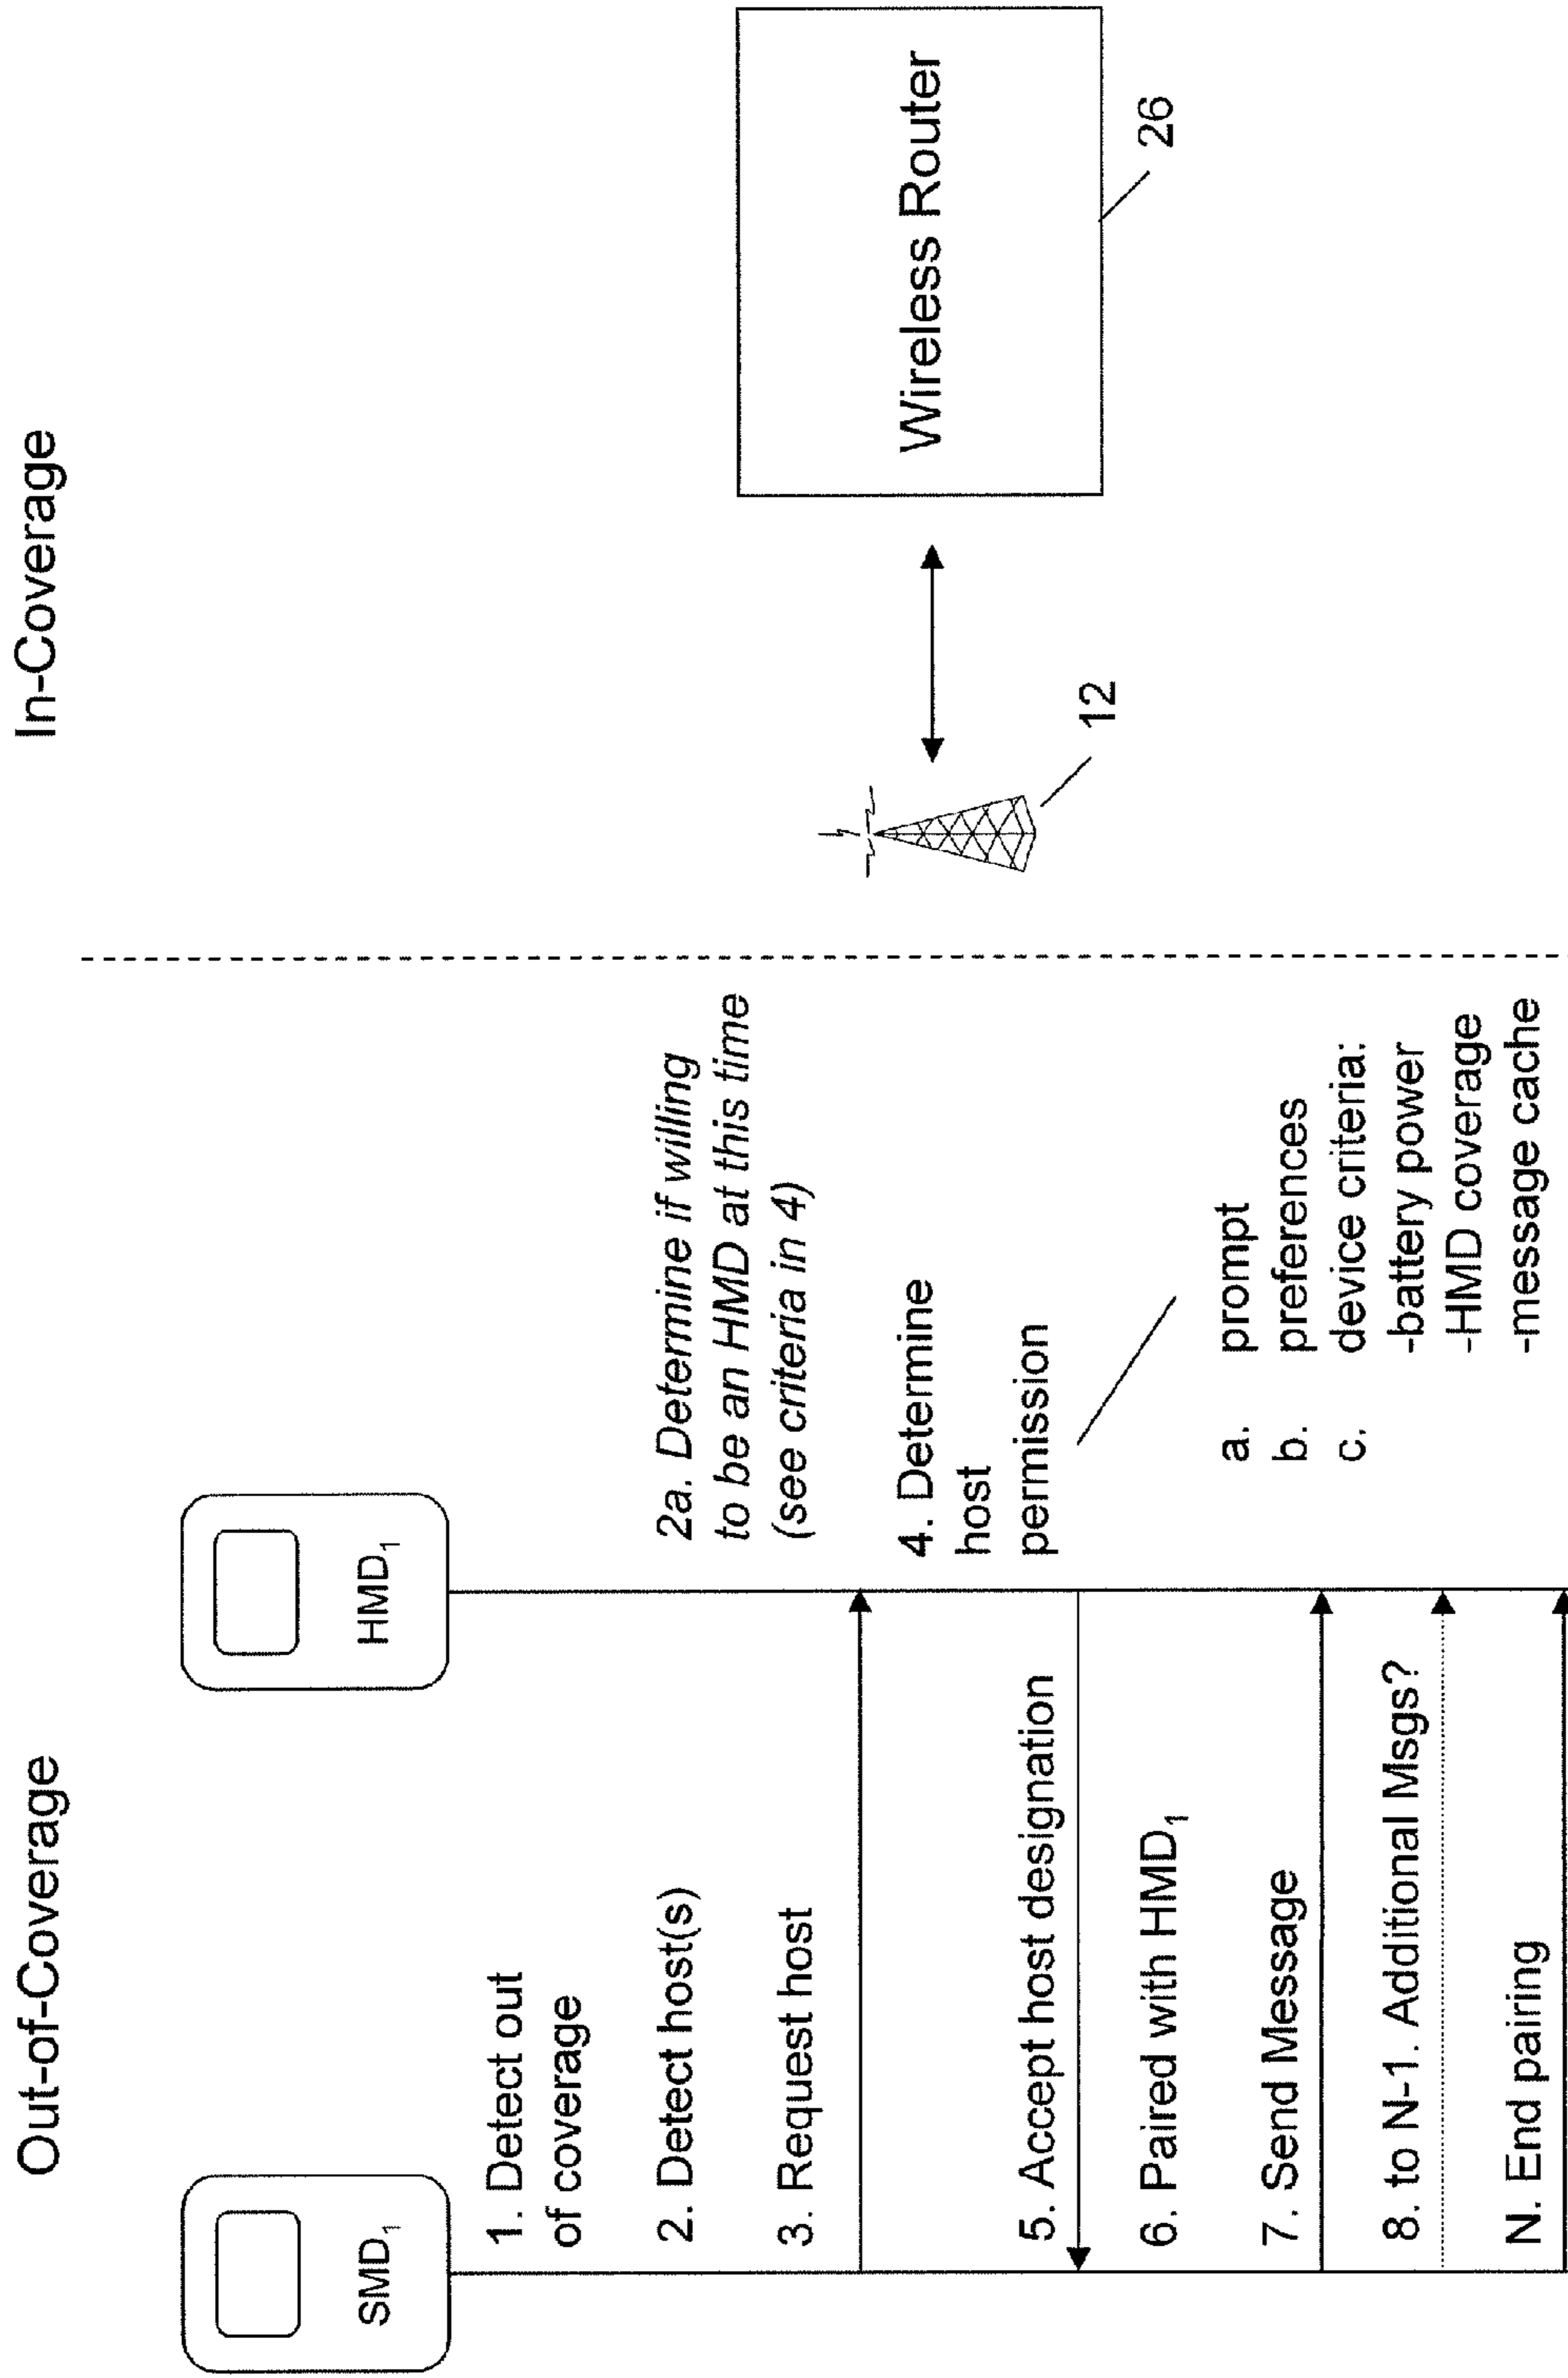 Out-of-Coverage
In-Coverage
SMD1
HMD1
1. Detect out
of coverage
2. Detect host(s)
2a. Determine if willing
to be an HMD at this time
(see criteria in 4)
3. Request host
4. Determine
host
permission
5. Accept host designation
6. Paired with HMD1
a. prompt
b. preferences
c. device criteria:
-battery power
-HMD coverage
-message cache
7. Send Message
8. to N-1. Additional Msgs?
N. End pairing
12
Wireless Router
26